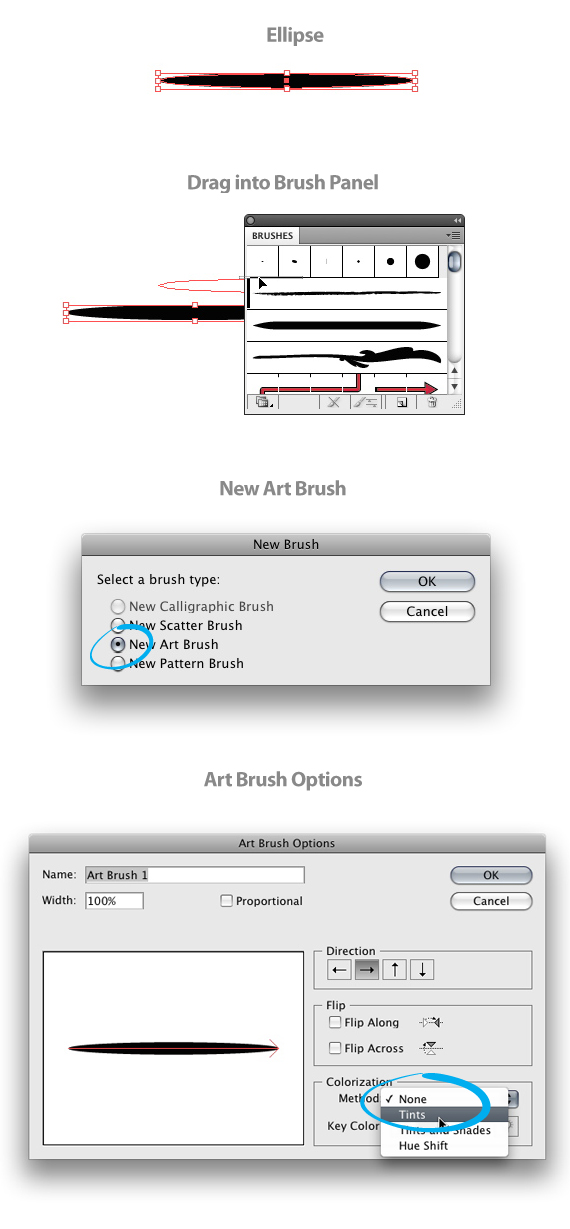 Ellipse
Drag into Brush Panel
BRUSHES
New Art Brush
New Brush
Select a brush type:
New Calligraphic Brush
New Scatter Brush
New Art Brush
New Pattern Brush
OK
Cancel
Art Brush Options
Art Brush Options
Name: Art Brush 1
Width: 100%
Proportional
OK
Cancel
Direction
Flip
Flip Along
Flip Across
Colorization
Method
None
Tints
Tints and Shades
Hue Shift
Key Color